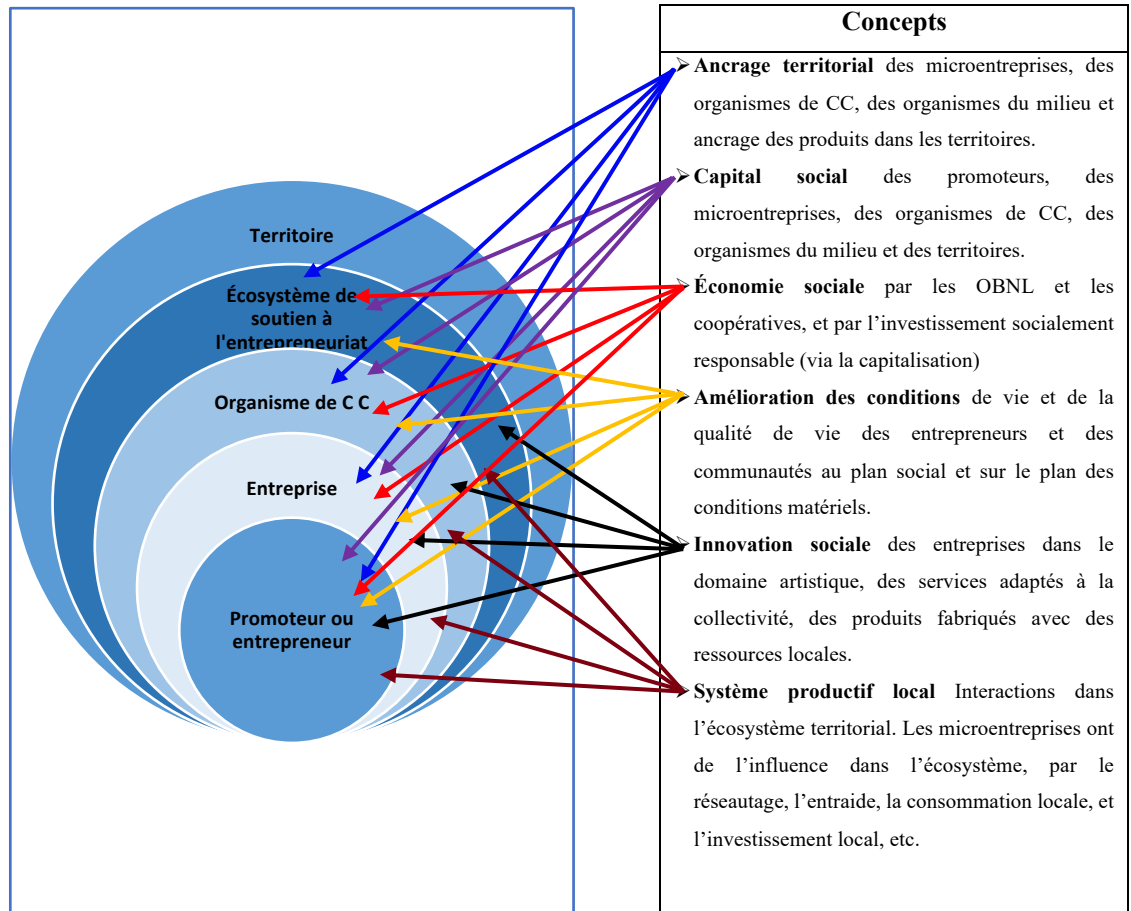 Territoire
Écosystème de
soutien à
l'entrepreneuriat
Organisme de C C
Entreprise
Promoteur ou
entrepreneur
Concepts
➢ Ancrage territorial des microentreprises, des
organismes de CC, des organismes du milieu et
ancrage des produits dans les territoires.
➢ Capital social des promoteurs, des
microentreprises, des organismes de CC, des
organismes du milieu et des territoires.
➢ Économie sociale par les OBNL et les
coopératives, et par l’investissement socialement
responsable (via la capitalisation)
➢ Amélioration des conditions de vie et de la
qualité de vie des entrepreneurs et des
communautés au plan social et sur le plan des
conditions matériels.
➢ Innovation sociale des entreprises dans le
domaine artistique, des services adaptés à la
collectivité, des produits fabriqués avec des
ressources locales.
➢ Système productif local Interactions dans
l’écosystème territorial. Les microentreprises ont
de l’influence dans l’écosystème, par le
réseautage, l’entraide, la consommation locale, et
l’investissement local, etc.